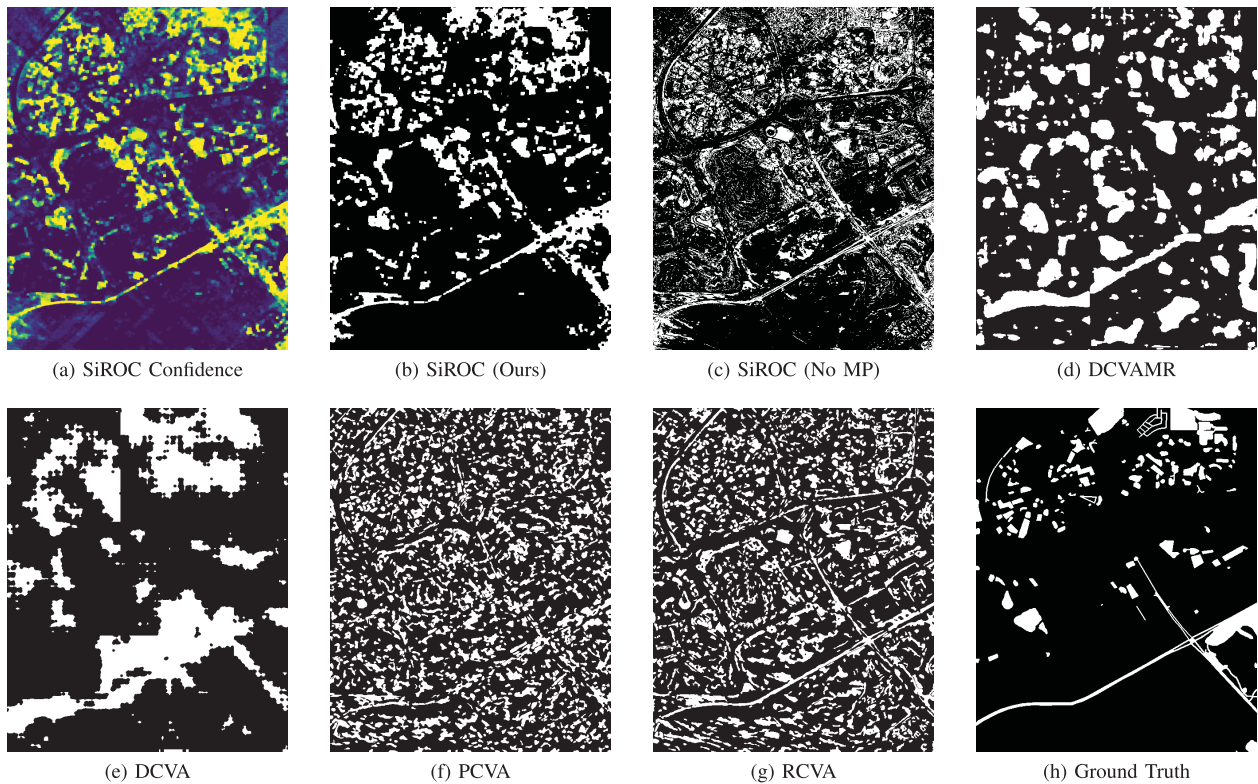 (a) SiROC Confidence
(b) SiROC (Ours)
(c) SiROC (No MP)
(d) DCVAMR
(e) DCVA
(f) PCVA
(g) RCVA
(h) Ground Truth